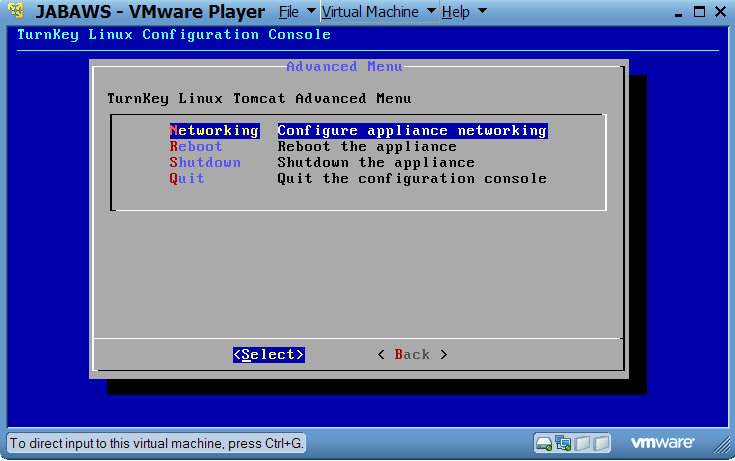 JABAWS - VMware Player File Virtual Machine Help
TurnKey Linux Configuration Console
Advanced Menu
TurnKey Linux Tomcat Advanced Menu
Networking Configure appliance networking
Reboot Reboot the appliance
Shutdown Shutdown the appliance
Quit Quit the configuration console
<Select> < Back >
To direct input to this virtual machine, press Ctrl+G. vmware